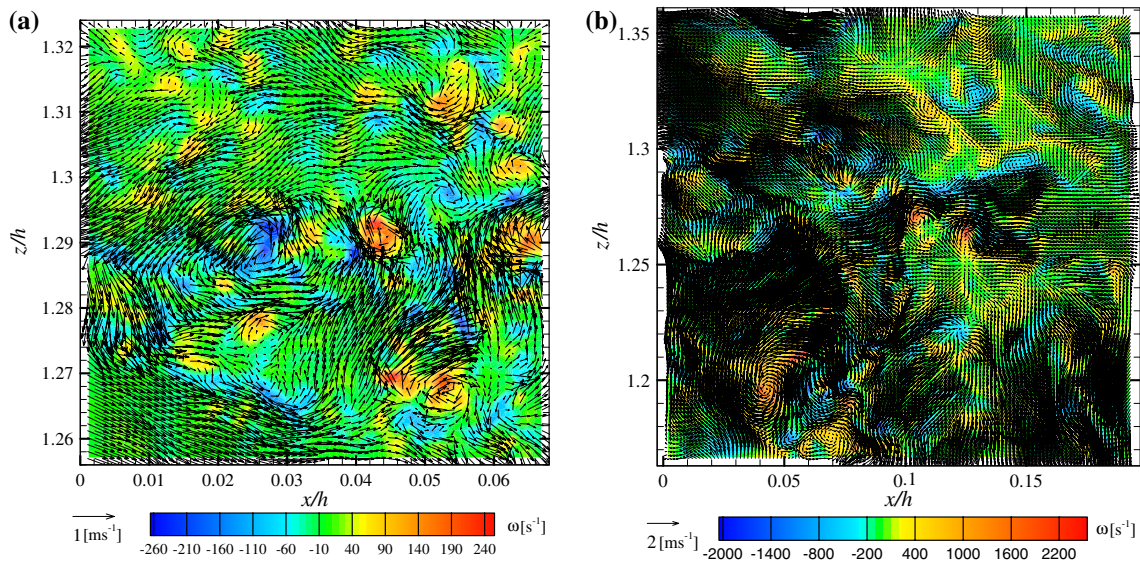 (a)
1.32
1.31
1.3
1.29
1.28
1.27
1.26
z/h
0
0.01
0.02
0.03
0.04
0.05
0.06
x/h
1 [ms⁻¹]
ω[s⁻¹]
-260 -210 -160 -110 -60 -10 40 90 140 190 240
(b)
1.35
1.3
1.25
1.2
z/h
0
0.05
0.1
0.15
x/h
2 [ms⁻¹]
ω[s⁻¹]
-2000 -1400 -800 -200 400 1000 1600 2200